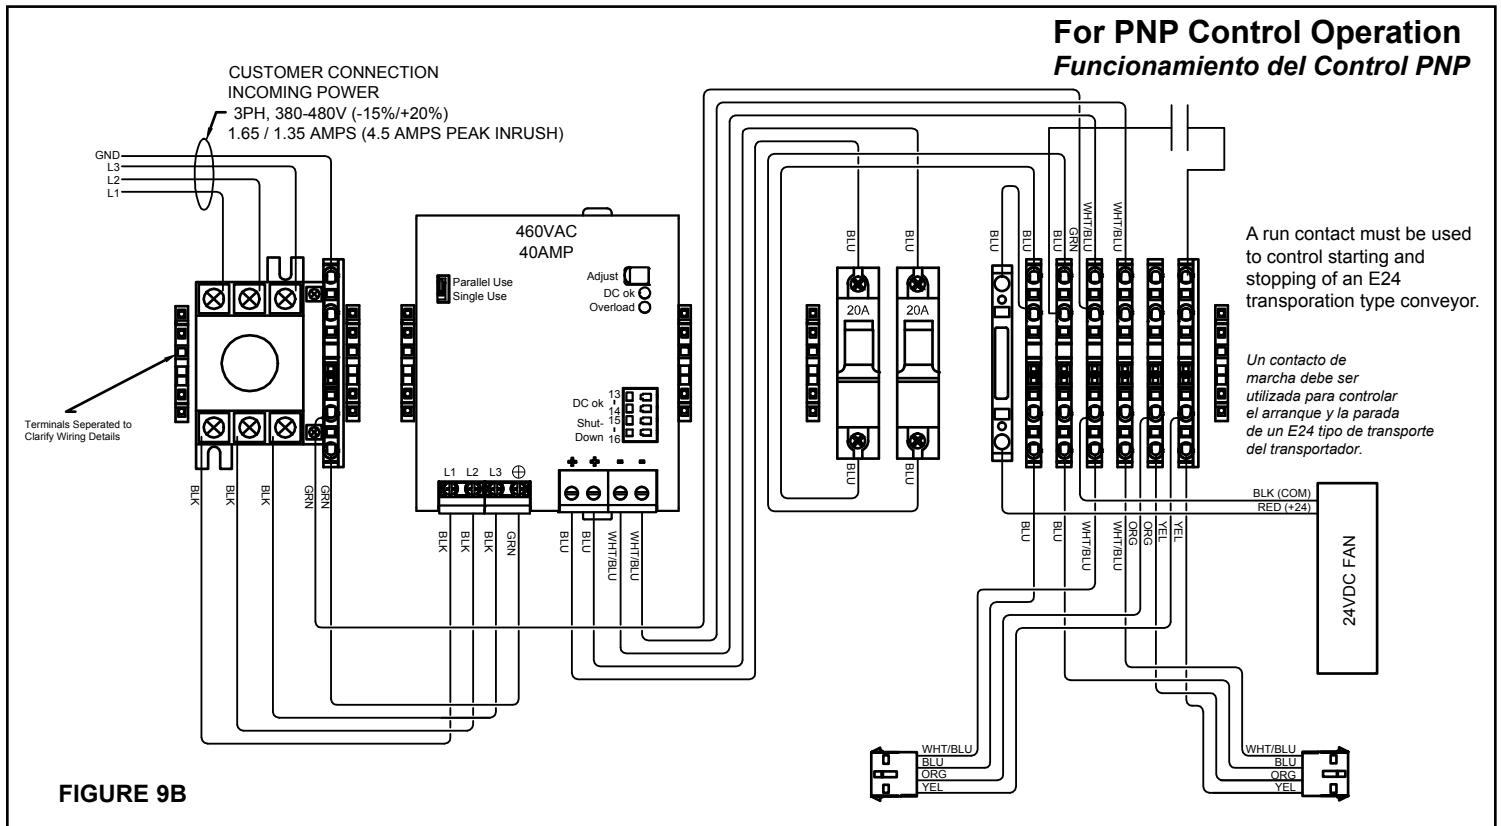 For PNP Control Operation
Funcionamiento del Control PNP
CUSTOMER CONNECTION
INCOMING POWER
3PH, 380-480V (-15%/+20%)
1.65 / 1.35 AMPS (4.5 AMPS PEAK INRUSH)
GND
L3
L2
L1
460VAC
40AMP
Parallel Use
Single Use
Adjust
DC ok
Overload
DC ok
Shut-
Down
13
14
15
16
L1 L2 L3
+ + - -
Terminals Seperated to
Clarify Wiring Details
BLK
BLK
BLK
GRN
GRN
BLK
BLK
BLK
GRN
BLU
BLU
WHT/BLU
WHT/BLU
BLU
BLU
20A
20A
BLU
BLU
BLU
BLU
BLU
GRN
WHT/BLU
WHT/BLU
A run contact must be used
to control starting and
stopping of an E24
transporation type conveyor.
Un contacto de
marcha debe ser
utilizada para controlar
el arranque y la parada
de un E24 tipo de transporte
del transportador.
BLK (COM)
RED (+24)
24VDC FAN
BLU
BLU
WHT/BLU
WHT/BLU
ORG
ORG
YEL
YEL
WHT/BLU
BLU
ORG
YEL
WHT/BLU
BLU
ORG
YEL
FIGURE 9B